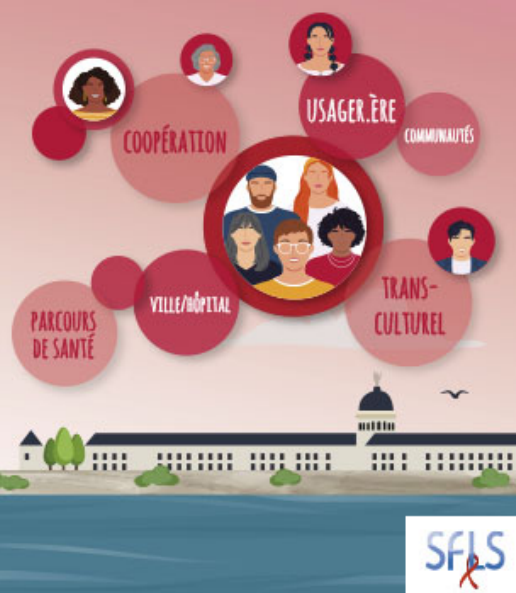 USAGER.ÈRE
COMMUNAUTÉS
COOPÉRATION
TRANS-
CULTUREL
VILLE/HÔPITAL
PARCOURS
DE SANTÉ
SFLS